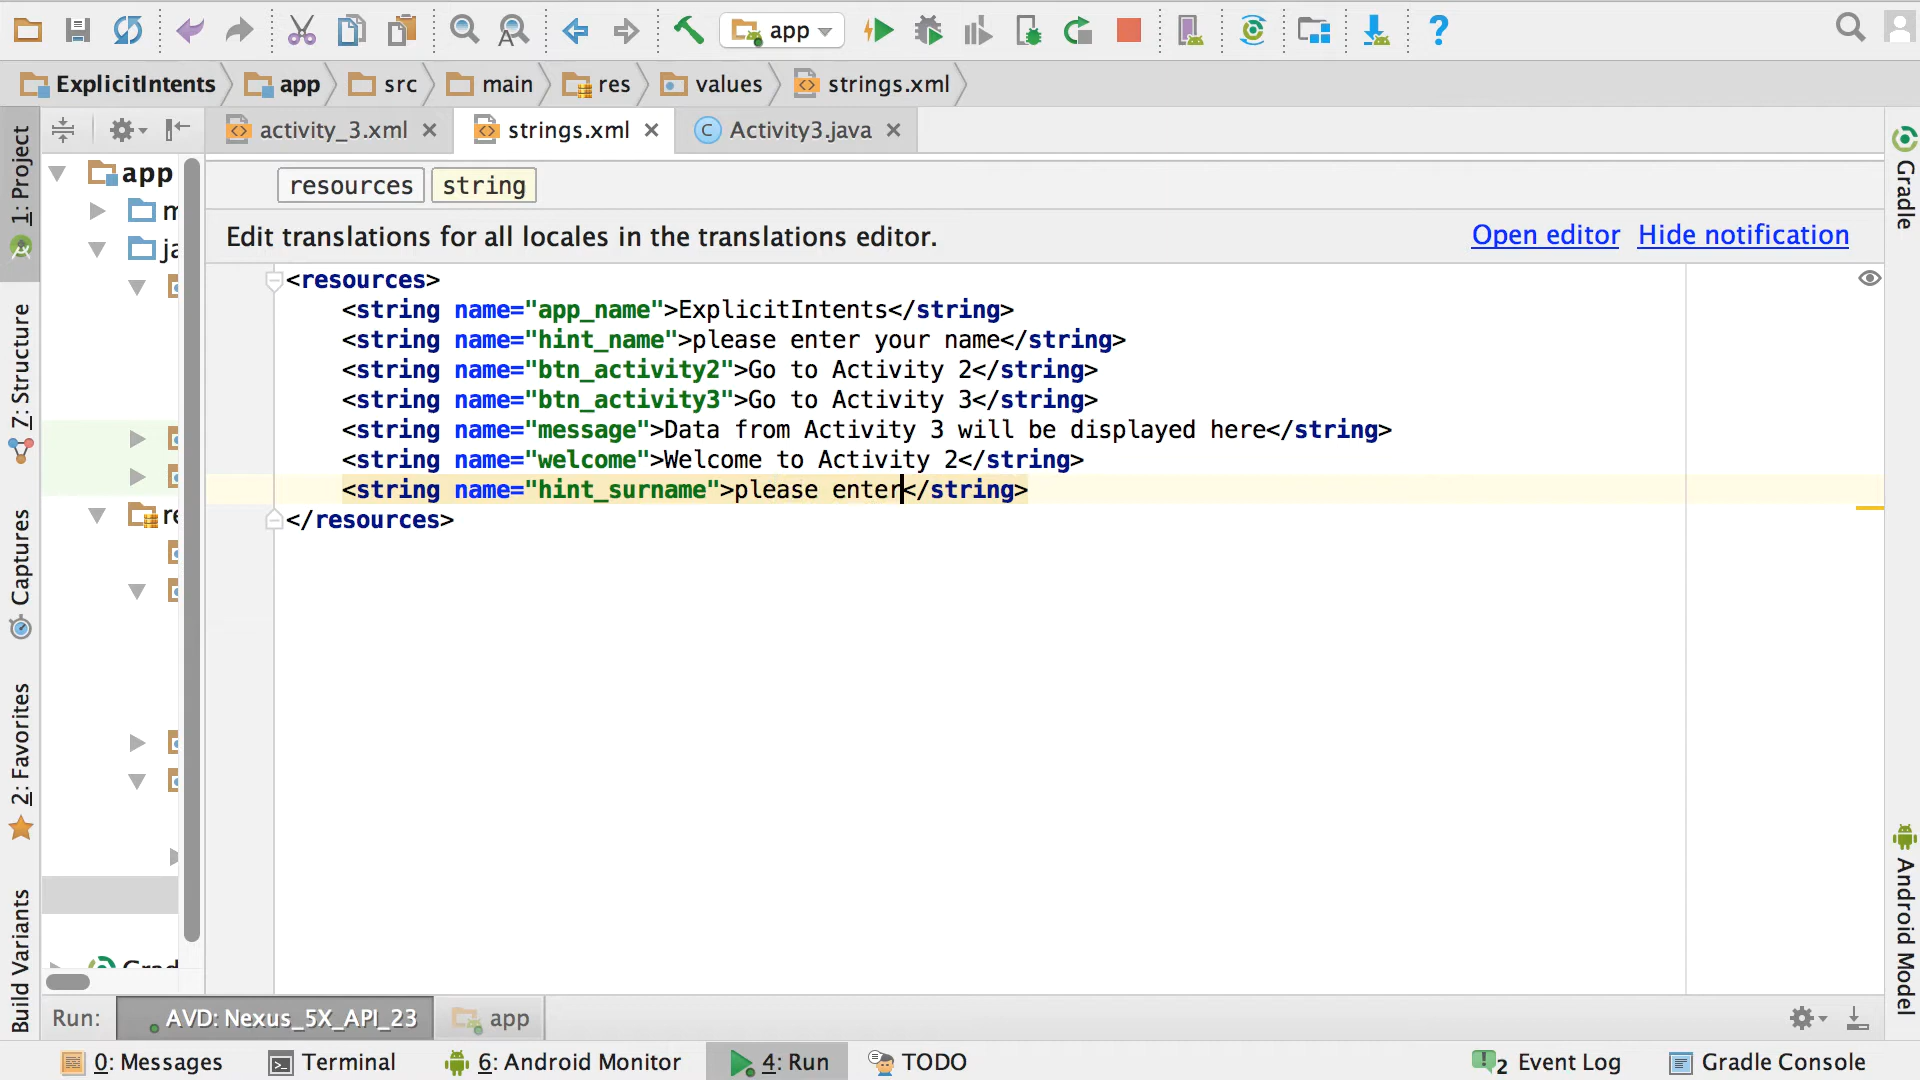 app
ExplicitIntents app src main res values strings.xml
activity_3.xml strings.xml Activity3.java
resources string
Edit translations for all locales in the translations editor. Open editor Hide notification
<resources>
<string name="app_name">ExplicitIntents</string>
<string name="hint_name">please enter your name</string>
<string name="btn_activity2">Go to Activity 2</string>
<string name="btn_activity3">Go to Activity 3</string>
<string name="message">Data from Activity 3 will be displayed here</string>
<string name="welcome">Welcome to Activity 2</string>
<string name="hint_surname">please enter</string>
</resources>
1: Project
7: Structure
Captures
2: Favorites
Build Variants
app
m
ja
re
Gradle
Android Model
Run: AVD: Nexus_5X_API_23 app
0: Messages Terminal 6: Android Monitor 4: Run TODO 2 Event Log Gradle Console